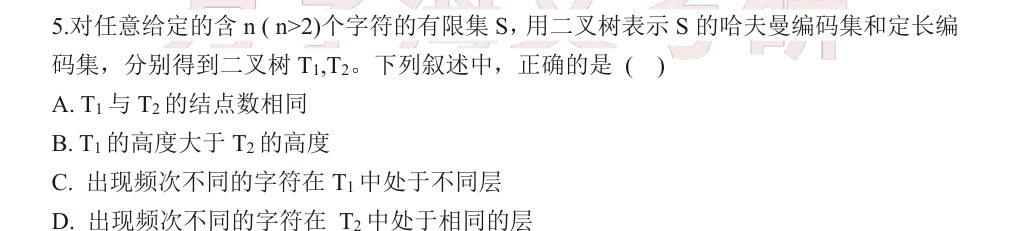 5.对任意给定的含 n ( n>2)个字符的有限集 S，用二叉树表示 S 的哈夫曼编码集和定长编
码集，分别得到二叉树 T₁,T₂。下列叙述中，正确的是（　）
A. T₁ 与 T₂ 的结点数相同
B. T₁ 的高度大于 T₂ 的高度
C. 出现频次不同的字符在 T₁ 中处于不同层
D. 出现频次不同的字符在 T₂ 中处于相同的层